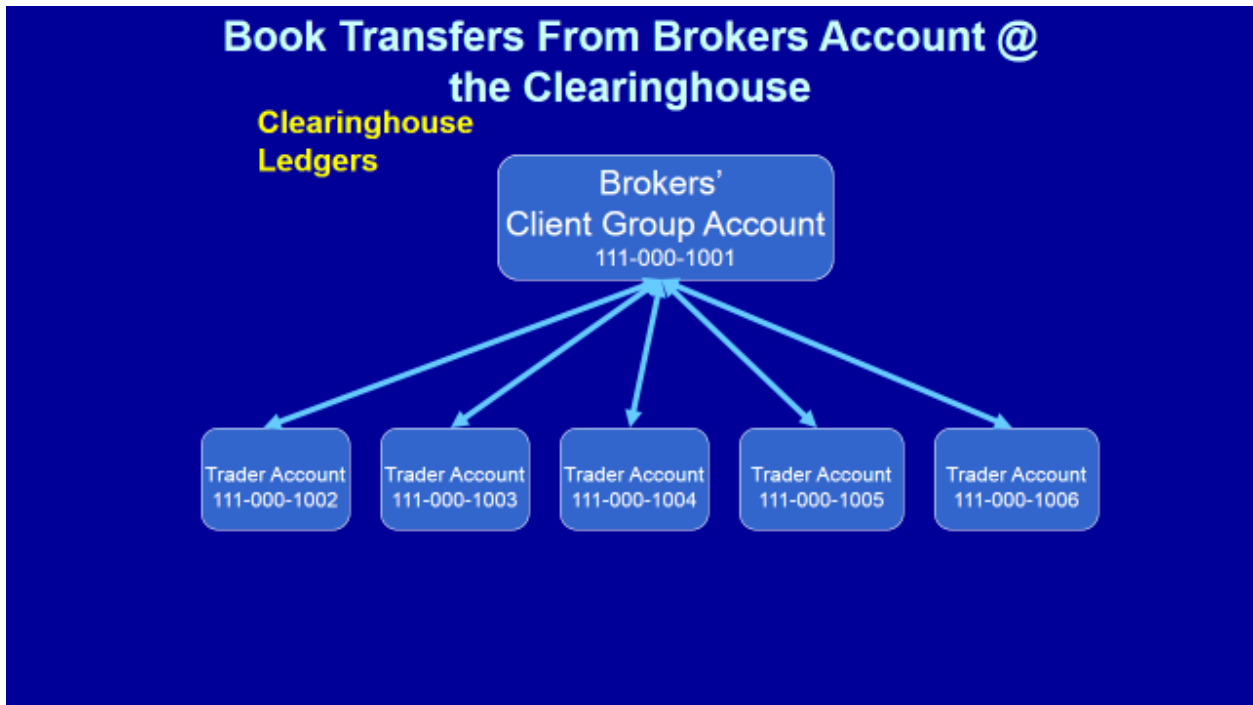 Book Transfers From Brokers Account @
the Clearinghouse
Clearinghouse
Ledgers
Brokers’
Client Group Account
111-000-1001
Trader Account
111-000-1002
Trader Account
111-000-1003
Trader Account
111-000-1004
Trader Account
111-000-1005
Trader Account
111-000-1006